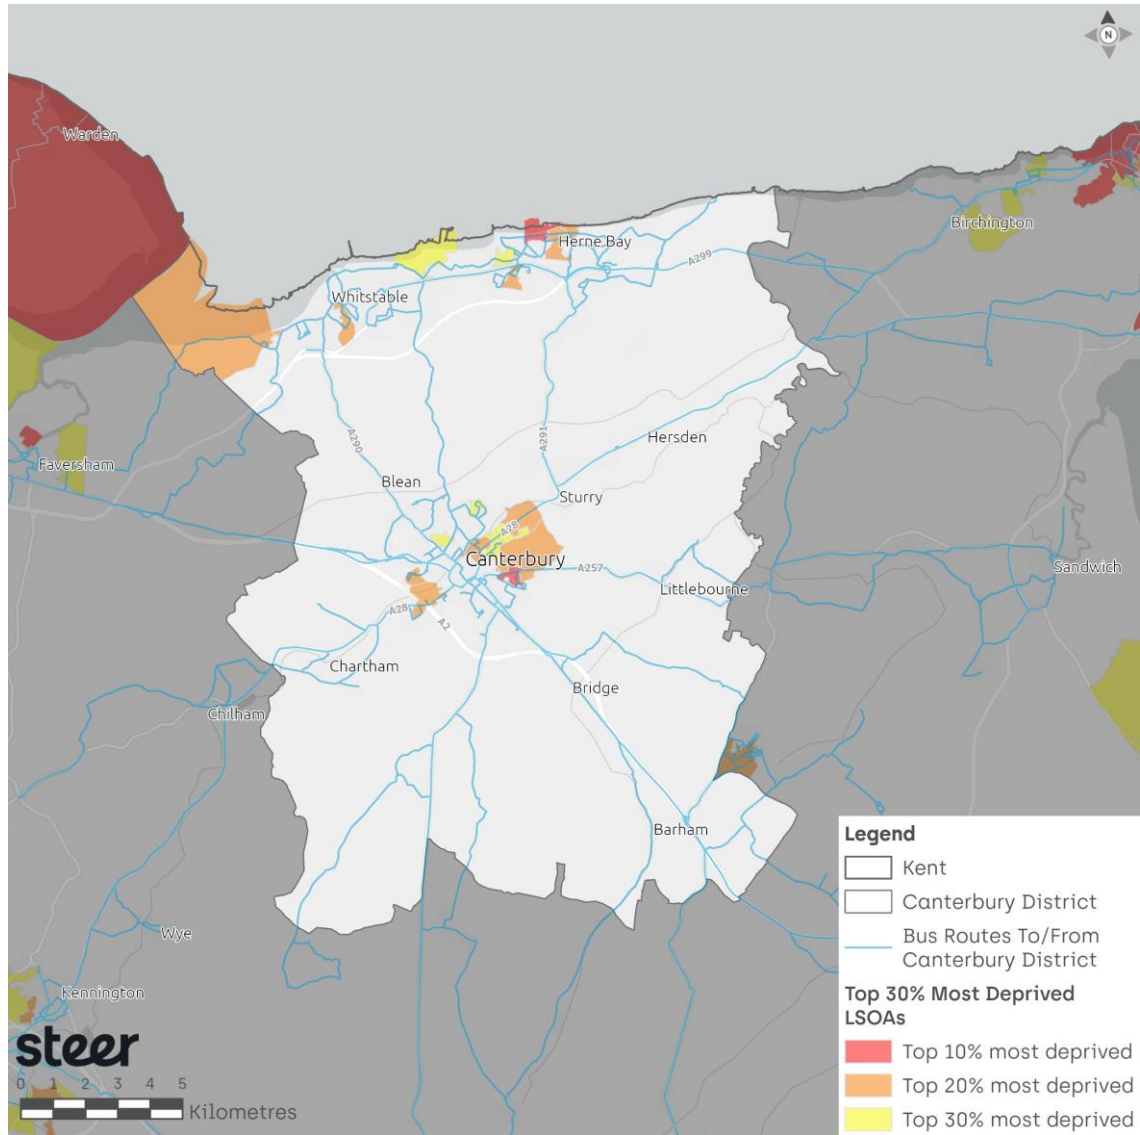 N
Warden
Birchington
Herne Bay
A299
Whitstable
A290
A291
Hersden
Faversham
Blean
Sturry
A28
Canterbury
A257
Sandwich
Littlebourne
A28
A2
Chartham
Bridge
Chilham
Barham
Wye
Kennington
steer
0 1 2 3 4 5
Kilometres
Legend
Kent
Canterbury District
Bus Routes To/From
Canterbury District
Top 30% Most Deprived
LSOAs
Top 10% most deprived
Top 20% most deprived
Top 30% most deprived